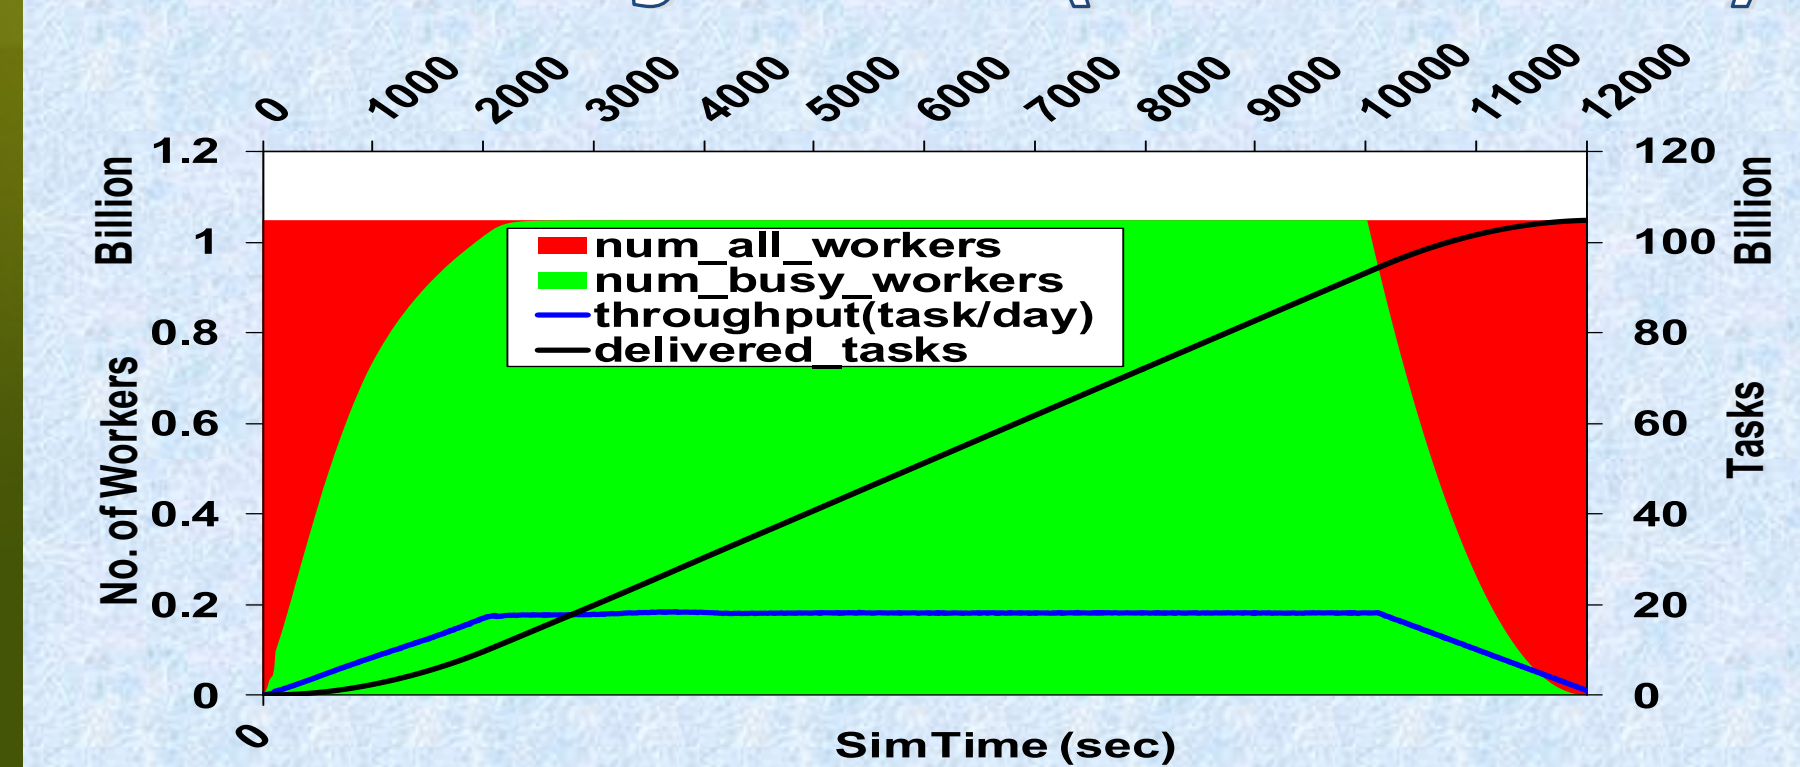 0 1000 2000 3000 4000 5000 6000 7000 8000 9000 10000 11000 12000
1.2
1
0.8
0.6
0.4
0.2
0
Billion
No. of Workers
num_all_workers
num_busy_workers
throughput(task/day)
delivered_tasks
120
100
80
60
40
20
0
Billion
Tasks
0
SimTime (sec)